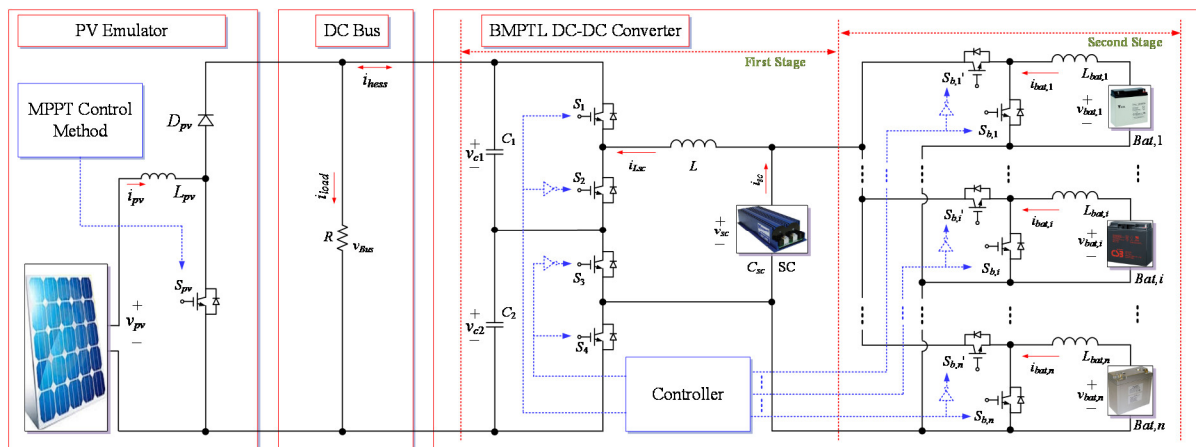 PV Emulator
DC Bus
BMPTL DC-DC Converter
First Stage
Second Stage
MPPT Control
Method
D_pv
i_pv
L_pv
S_pv
v_pv
+
−
i_hess
i_load
R
v_Bus
C_1
+
v_c1
−
C_2
+
v_c2
−
S_1
S_2
S_3
S_4
i_Lsc
L
i_sc
+
v_sc
−
C_sc
SC
Controller
S_b,1'
S_b,1
i_bat,1
L_bat,1
+
v_bat,1
−
Bat,1
S_b,i'
S_b,i
i_bat,i
L_bat,i
+
v_bat,i
−
CSB
Bat,i
S_b,n'
S_b,n
i_bat,n
L_bat,n
+
v_bat,n
−
Bat,n